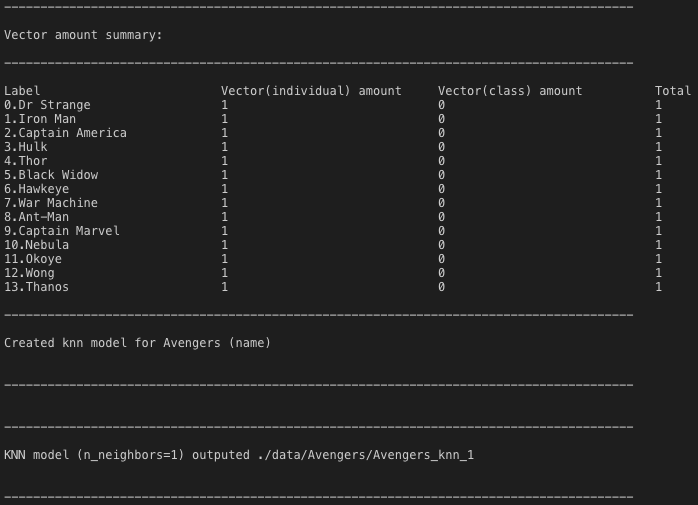 --------------------------------------------------------------------------------
Vector amount summary:
--------------------------------------------------------------------------------
Label Vector(individual) amount Vector(class) amount Total
0.Dr Strange 1 0 1
1.Iron Man 1 0 1
2.Captain America 1 0 1
3.Hulk 1 0 1
4.Thor 1 0 1
5.Black Widow 1 0 1
6.Hawkeye 1 0 1
7.War Machine 1 0 1
8.Ant-Man 1 0 1
9.Captain Marvel 1 0 1
10.Nebula 1 0 1
11.Okoye 1 0 1
12.Wong 1 0 1
13.Thanos 1 0 1
--------------------------------------------------------------------------------
Created knn model for Avengers (name)
--------------------------------------------------------------------------------
--------------------------------------------------------------------------------
KNN model (n_neighbors=1) outputed ./data/Avengers/Avengers_knn_1
--------------------------------------------------------------------------------